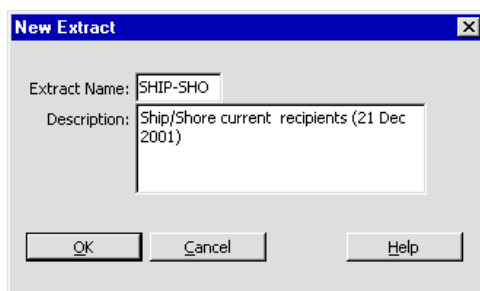 New Extract
Extract Name: SHIP-SHO
Description: Ship/Shore current recipients (21 Dec
2001)
OK Cancel Help